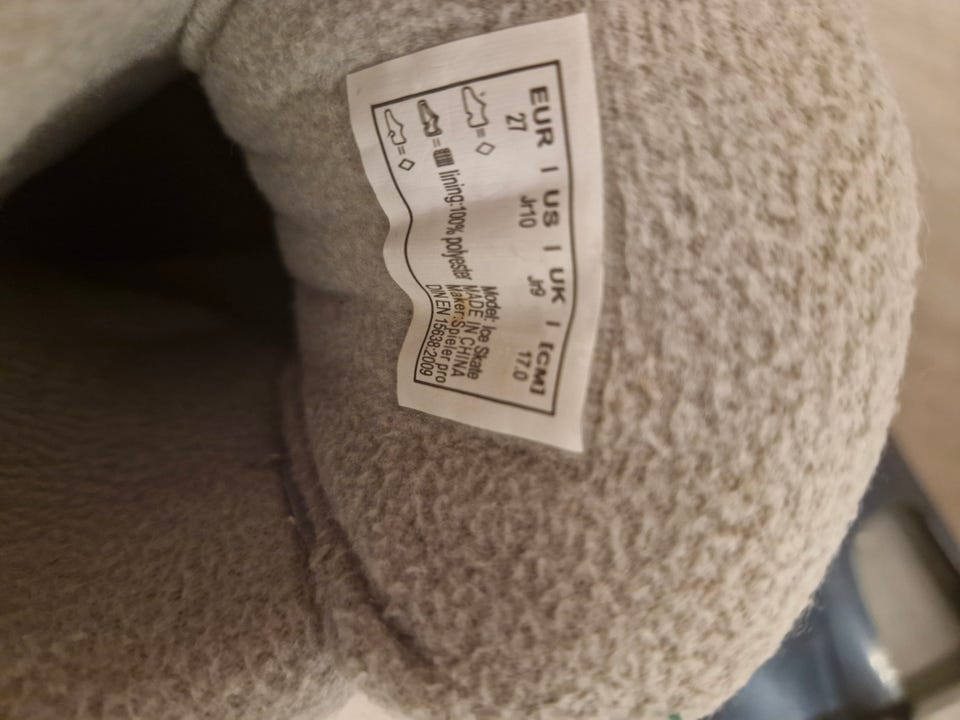 EUR | US | UK | [CM]
27 Jr10 Jr9 17.0
=
= lining:100% polyester
=
Model: Ice Skate
MADE IN CHINA
Maker:Spieler pro
DIN EN 15638:2009